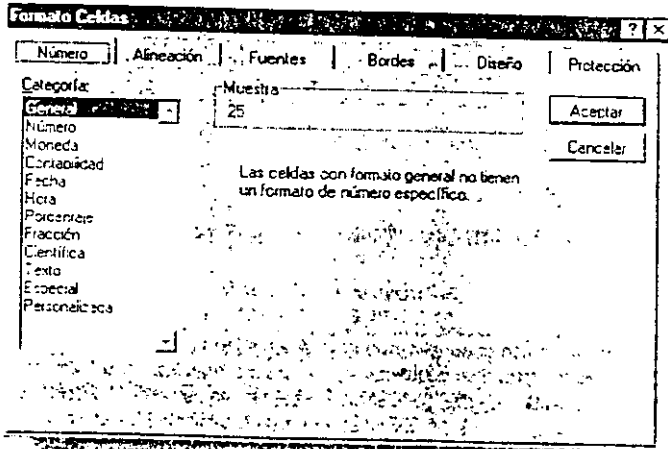 Formato Celdas ? ×
Número Alineación Fuentes Bordes Diseño Protección
Categoría:
General
Número
Moneda
Contabilidad
Fecha
Hora
Porcentaje
Fracción
Científica
Texto
Especial
Personalizada
Muestra
25
Las celdas con formato general no tienen
un formato de número específico.
Aceptar
Cancelar